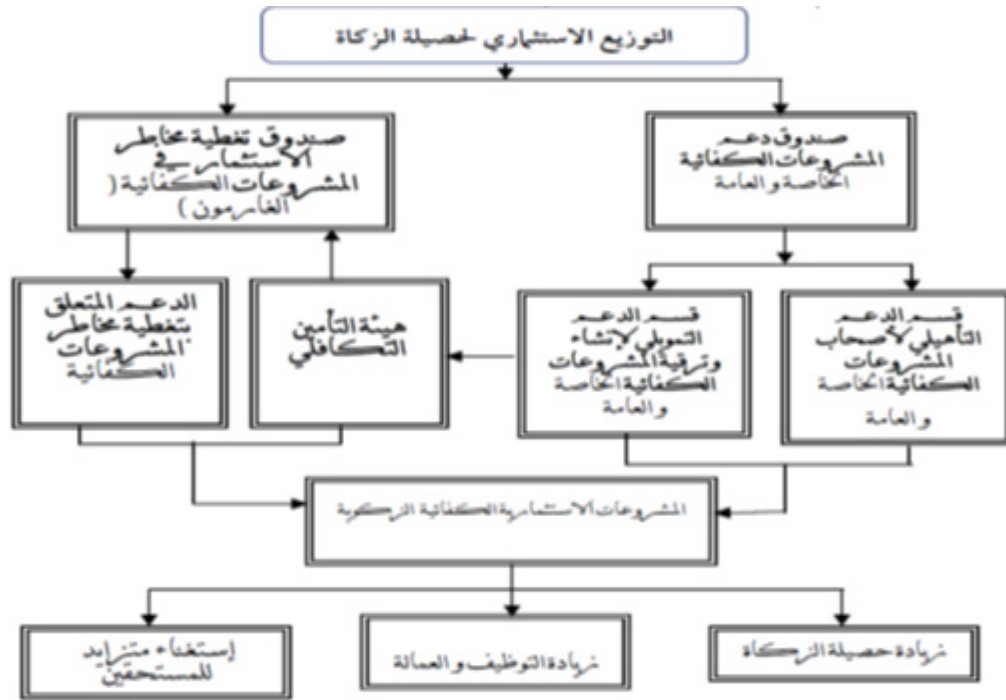 التوزيع الاستثماري لحصيلة الزكاة
صندوق دعم
المشروعات الكفائية
الخاصة والعامة
صندوق تغطية مخاطر
الاستثمار في
المشروعات الكفائية (
الغارمون )
قسم الدعم
التأهيلي لأصحاب
المشروعات
الكفائية الخاصة
والعامة
قسم الدعم
التمويلي لإنشاء
وترقية المشروعات
الكفائية الخاصة
والعامة
هيئة التأمين
التكافلي
الدعم المتعلق
بتغطية مخاطر
المشروعات
الكفائية
المشروعات الاستثمارية الكفائية الزكوية
زيادة حصيلة الزكاة
زيادة التوظيف والعمالة
إستغناء متزايد
للمستحقين